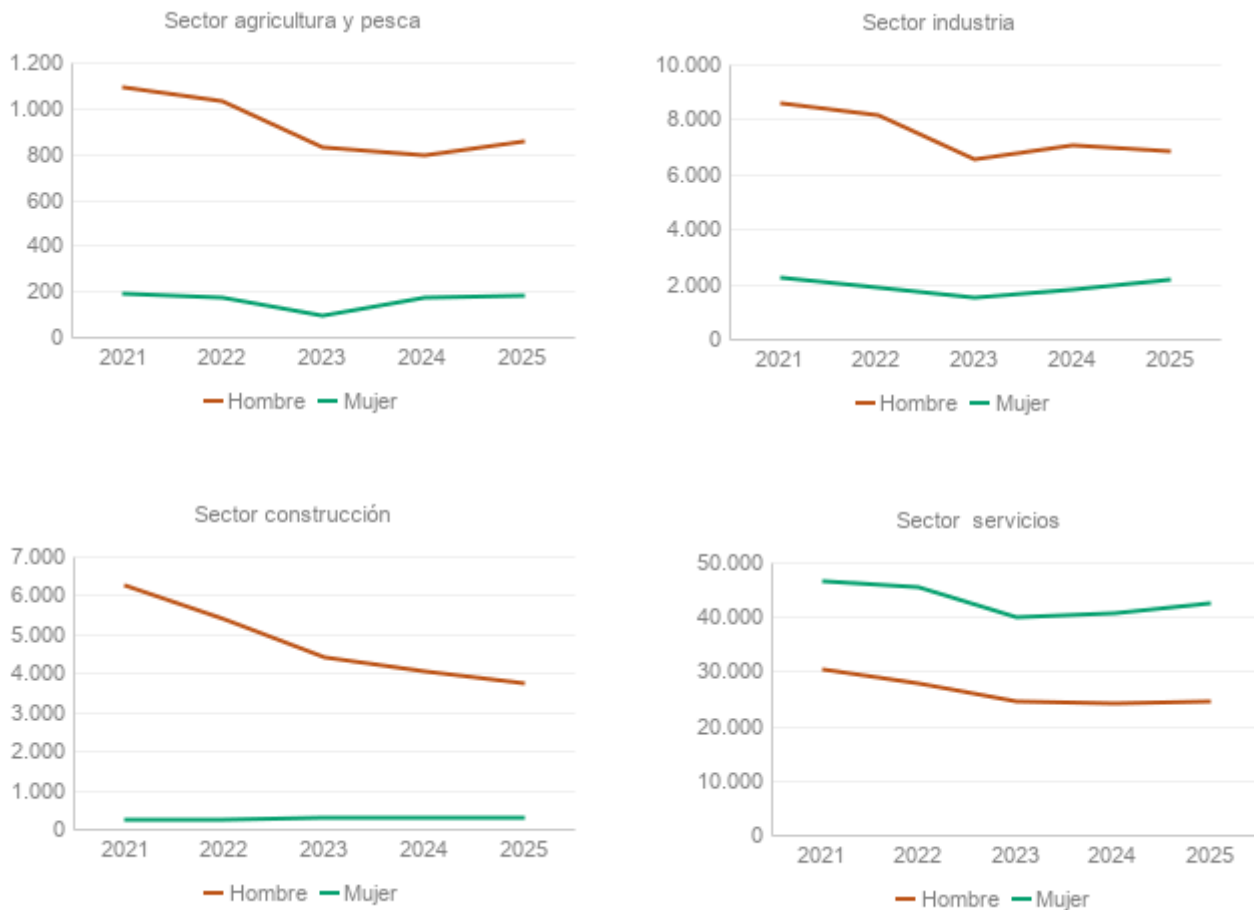 Sector agricultura y pesca
1.200
1.000
800
600
400
200
0
2021 2022 2023 2024 2025
Hombre Mujer
Sector industria
10.000
8.000
6.000
4.000
2.000
0
2021 2022 2023 2024 2025
Hombre Mujer
Sector construcción
7.000
6.000
5.000
4.000
3.000
2.000
1.000
0
2021 2022 2023 2024 2025
Hombre Mujer
Sector servicios
50.000
40.000
30.000
20.000
10.000
0
2021 2022 2023 2024 2025
Hombre Mujer